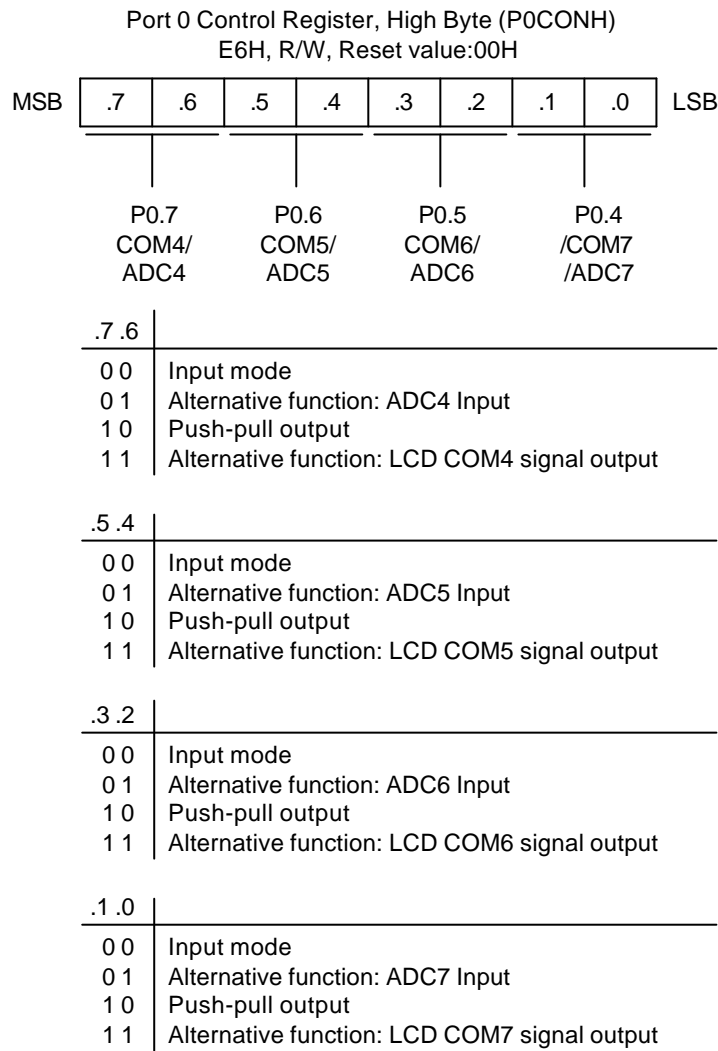 Port 0 Control Register, High Byte (P0CONH)
E6H, R/W, Reset value:00H
MSB .7 .6 .5 .4 .3 .2 .1 .0 LSB
P0.7 P0.6 P0.5 P0.4
COM4/ COM5/ COM6/ /COM7
ADC4 ADC5 ADC6 /ADC7
.7 .6
0 0 Input mode
0 1 Alternative function: ADC4 Input
1 0 Push-pull output
1 1 Alternative function: LCD COM4 signal output
.5 .4
0 0 Input mode
0 1 Alternative function: ADC5 Input
1 0 Push-pull output
1 1 Alternative function: LCD COM5 signal output
.3 .2
0 0 Input mode
0 1 Alternative function: ADC6 Input
1 0 Push-pull output
1 1 Alternative function: LCD COM6 signal output
.1 .0
0 0 Input mode
0 1 Alternative function: ADC7 Input
1 0 Push-pull output
1 1 Alternative function: LCD COM7 signal output